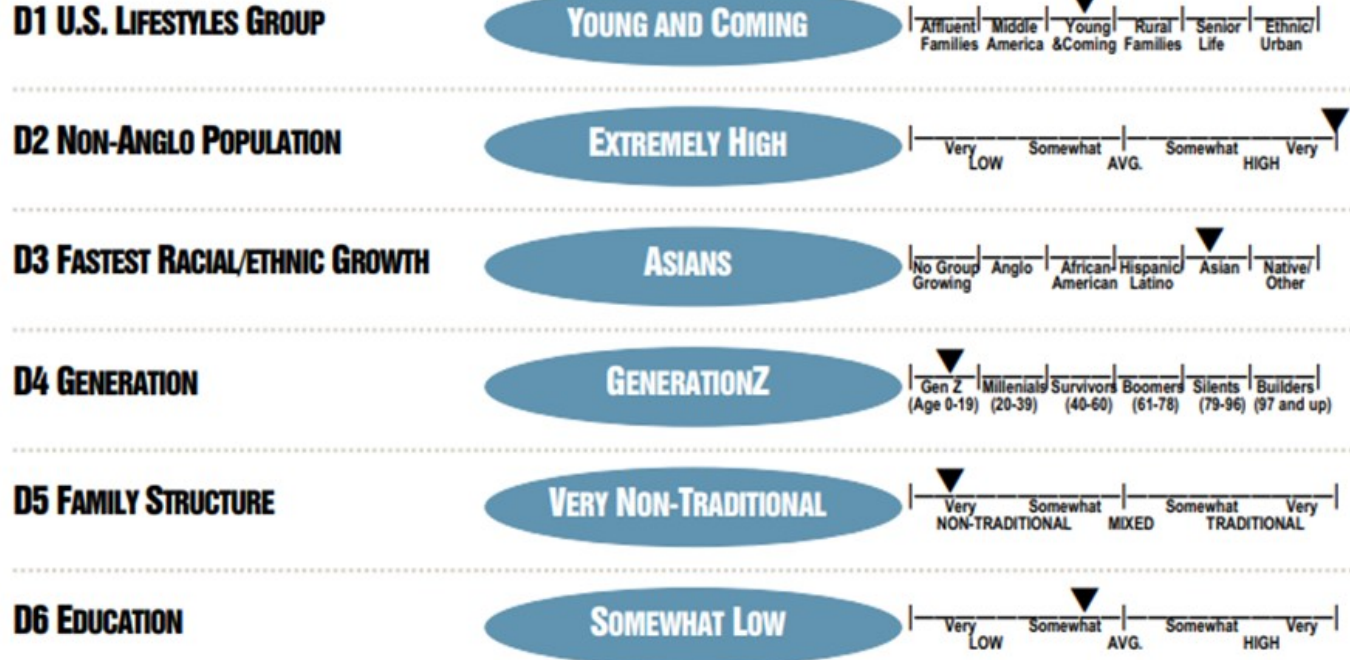 D1 U.S. LIFESTYLES GROUP
YOUNG AND COMING
Affluent Middle Young Rural Senior Ethnic/
Families America &Coming Families Life Urban
D2 NON-ANGLO POPULATION
EXTREMELY HIGH
Very Somewhat Somewhat Very
LOW AVG. HIGH
D3 FASTEST RACIAL/ETHNIC GROWTH
ASIANS
No Group Anglo African- Hispanic/ Asian Native/
Growing American Latino Other
D4 GENERATION
GENERATIONZ
Gen Z Millenials Survivors Boomers Silents Builders
(Age 0-19) (20-39) (40-60) (61-78) (79-96) (97 and up)
D5 FAMILY STRUCTURE
VERY NON-TRADITIONAL
Very Somewhat Somewhat Very
NON-TRADITIONAL MIXED TRADITIONAL
D6 EDUCATION
SOMEWHAT LOW
Very Somewhat Somewhat Very
LOW AVG. HIGH